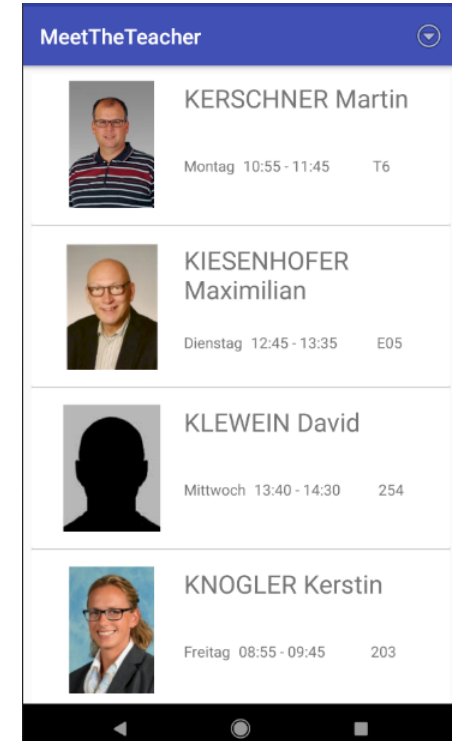 MeetTheTeacher
KERSCHNER Martin
Montag 10:55 - 11:45 T6
KIESENHOFER
Maximilian
Dienstag 12:45 - 13:35 E05
KLEWEIN David
Mittwoch 13:40 - 14:30 254
KNOGLER Kerstin
Freitag 08:55 - 09:45 203